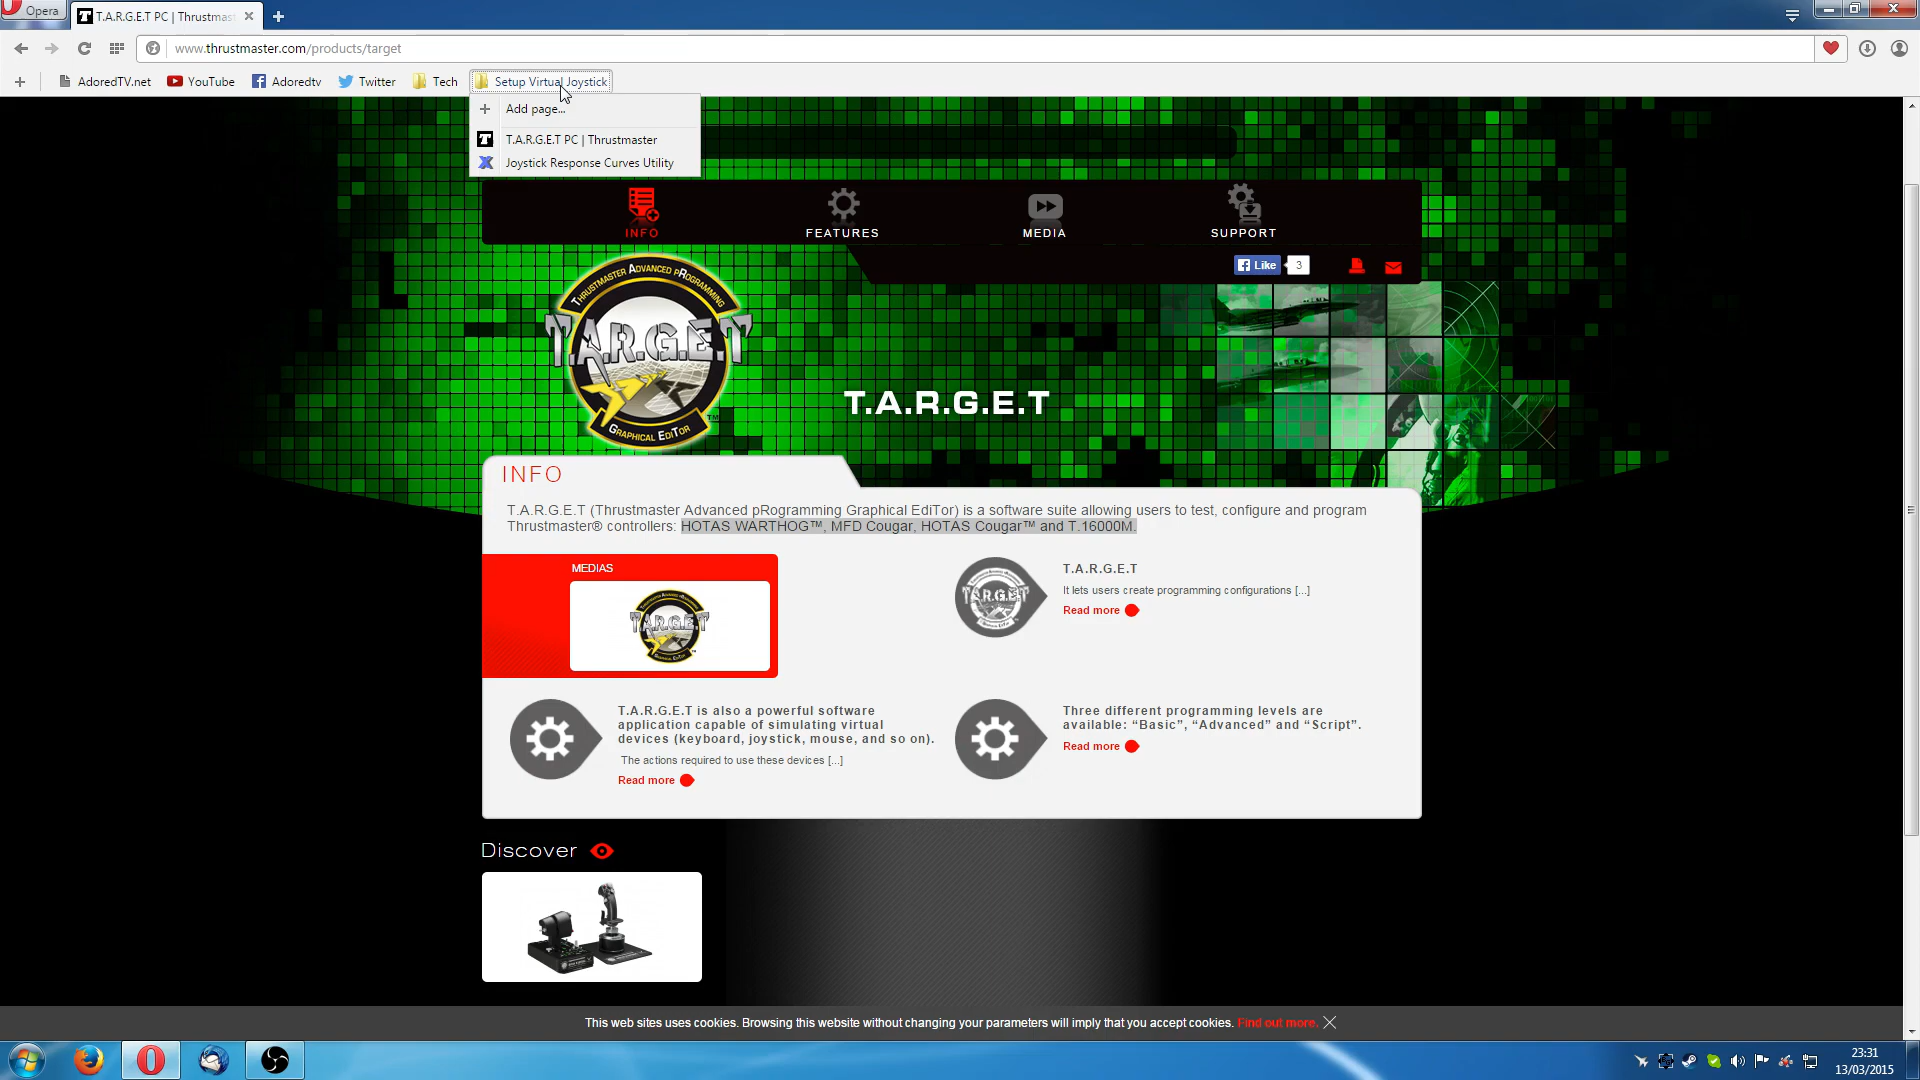 Opera
T.A.R.G.E.T PC | Thrustmast
www.thrustmaster.com/products/target
AdoredTV.net
YouTube
Adoredtv
Twitter
Tech
Setup Virtual Joystick
Add page...
T.A.R.G.E.T PC | Thrustmaster
Joystick Response Curves Utility
INFO
FEATURES
MEDIA
SUPPORT
Like
3
THRUSTMASTER ADVANCED PROGRAMMING
T.A.R.G.E.T
GRAPHICAL EDITOR
TM
T.A.R.G.E.T
INFO
T.A.R.G.E.T (Thrustmaster Advanced pRogramming Graphical EdiTor) is a software suite allowing users to test, configure and program
Thrustmaster® controllers: HOTAS WARTHOG™, MFD Cougar, HOTAS Cougar™ and T.16000M.
MEDIAS
T.A.R.G.E.T
T.A.R.G.E.T
It lets users create programming configurations [...]
Read more
T.A.R.G.E.T is also a powerful software
application capable of simulating virtual
devices (keyboard, joystick, mouse, and so on).
The actions required to use these devices [...]
Read more
Three different programming levels are
available: “Basic”, “Advanced” and “Script”.
Read more
Discover
This web sites uses cookies. Browsing this website without changing your parameters will imply that you accept cookies. Find out more.
23:31
13/03/2015